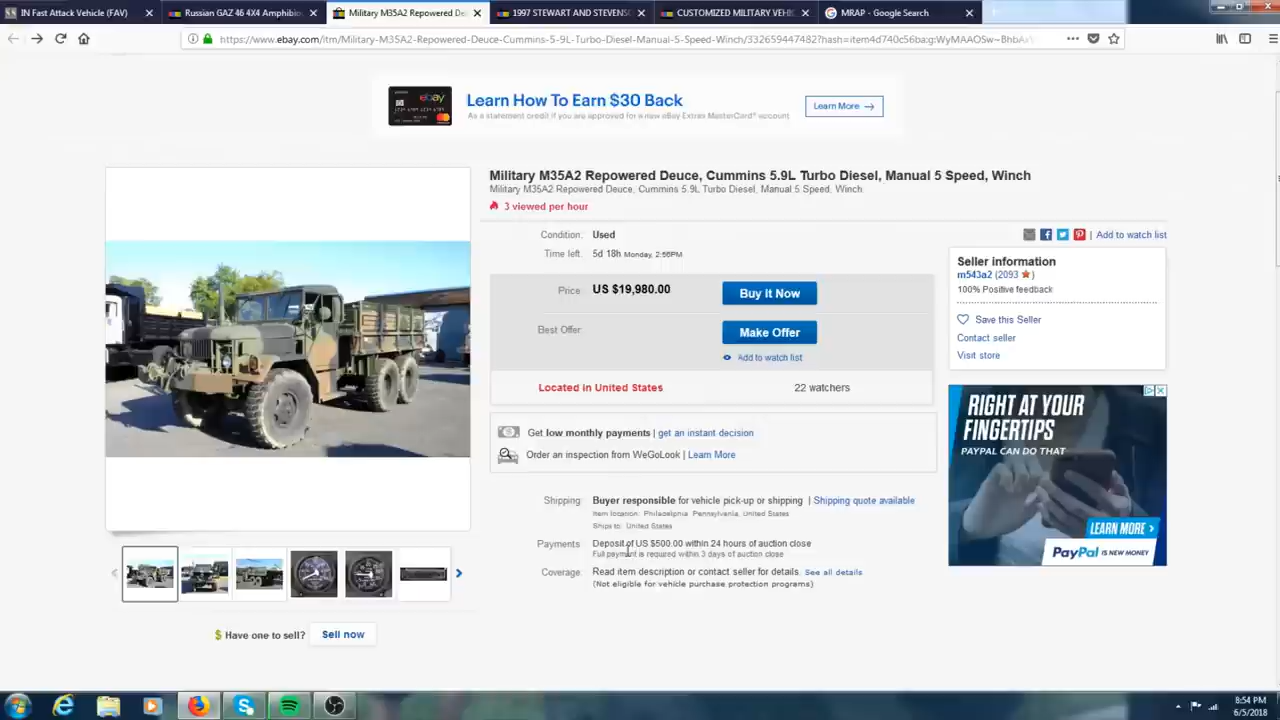 IN Fast Attack Vehicle (FAV)
Russian GAZ 46 4X4 Amphibio
Military M35A2 Repowered De
1997 STEWART AND STEVENSO
CUSTOMIZED MILITARY VEHIC
MRAP - Google Search
https://www.ebay.com/itm/Military-M35A2-Repowered-Deuce-Cummins-5-9L-Turbo-Diesel-Manual-5-Speed-Winch/332659447482?hash=item4d740c56ba:g:WyMAAOSw~BhbAx
ebay
Learn How To Earn $30 Back
As a statement credit if you are approved for a new eBay Extras MasterCard® account
Learn More →
Military M35A2 Repowered Deuce, Cummins 5.9L Turbo Diesel, Manual 5 Speed, Winch
Military M35A2 Repowered Deuce, Cummins 5.9L Turbo Diesel, Manual 5 Speed, Winch
3 viewed per hour
| Add to watch list
Condition: Used
Time left: 5d 18h Monday, 2:56PM
Price: US $19,980.00
Buy It Now
Best Offer:
Make Offer
Add to watch list
Located in United States
22 watchers
Get low monthly payments | get an instant decision
Order an inspection from WeGoLook | Learn More
Shipping: Buyer responsible for vehicle pick-up or shipping | Shipping quote available
Item location: Philadelphia, Pennsylvania, United States
Ships to: United States
Payments: Deposit of US $500.00 within 24 hours of auction close
Full payment is required within 3 days of auction close
Coverage: Read item description or contact seller for details. See all details
(Not eligible for vehicle purchase protection programs)
Seller information
m543a2 (2093 )
100% Positive feedback
Save this Seller
Contact seller
Visit store
RIGHT AT YOUR
FINGERTIPS
PAYPAL CAN DO THAT
LEARN MORE >
PayPal IS NEW MONEY
$ Have one to sell? Sell now
8:54 PM
6/5/2018